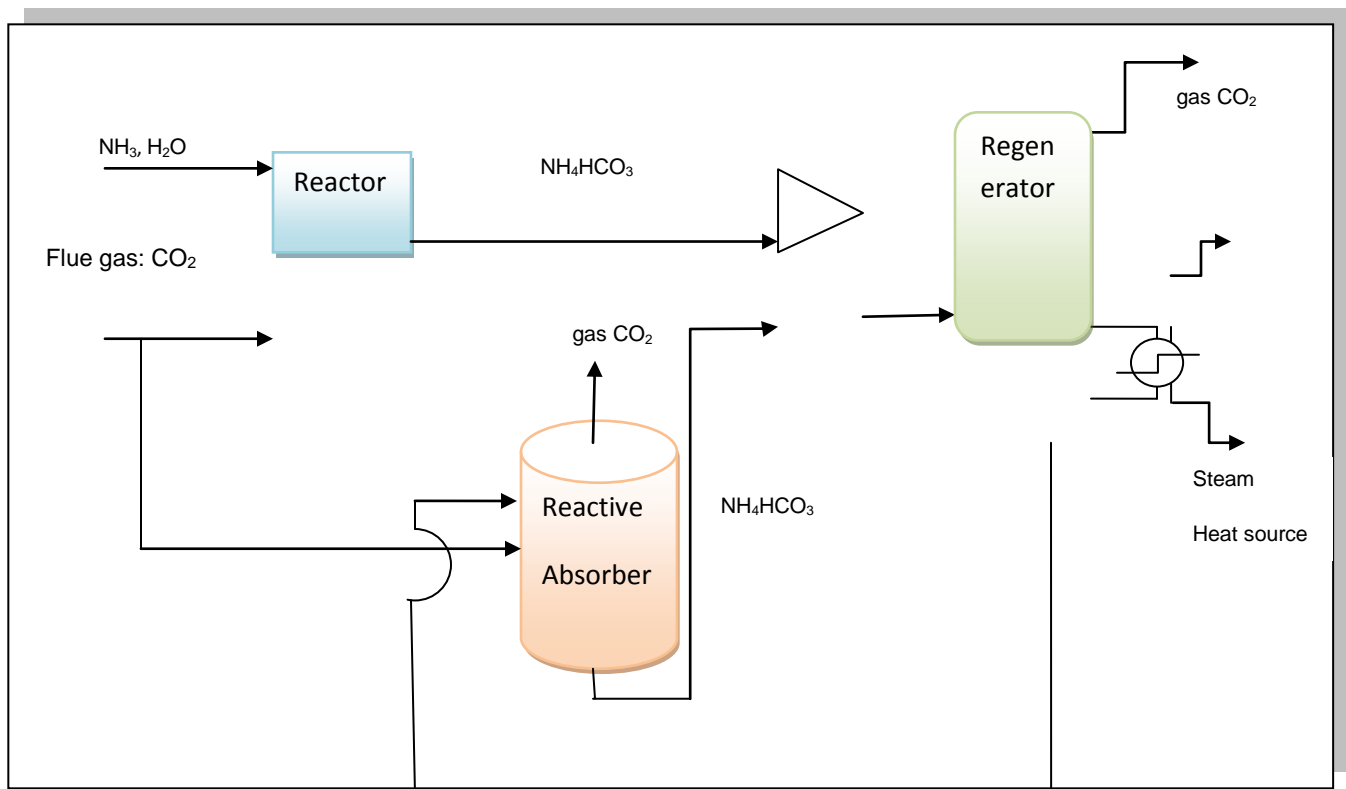 gas CO₂
NH₃, H₂O
Reactor
NH₄HCO₃
Regen
erator
Flue gas: CO₂
gas CO₂
Reactive
Absorber
NH₄HCO₃
Steam
Heat source